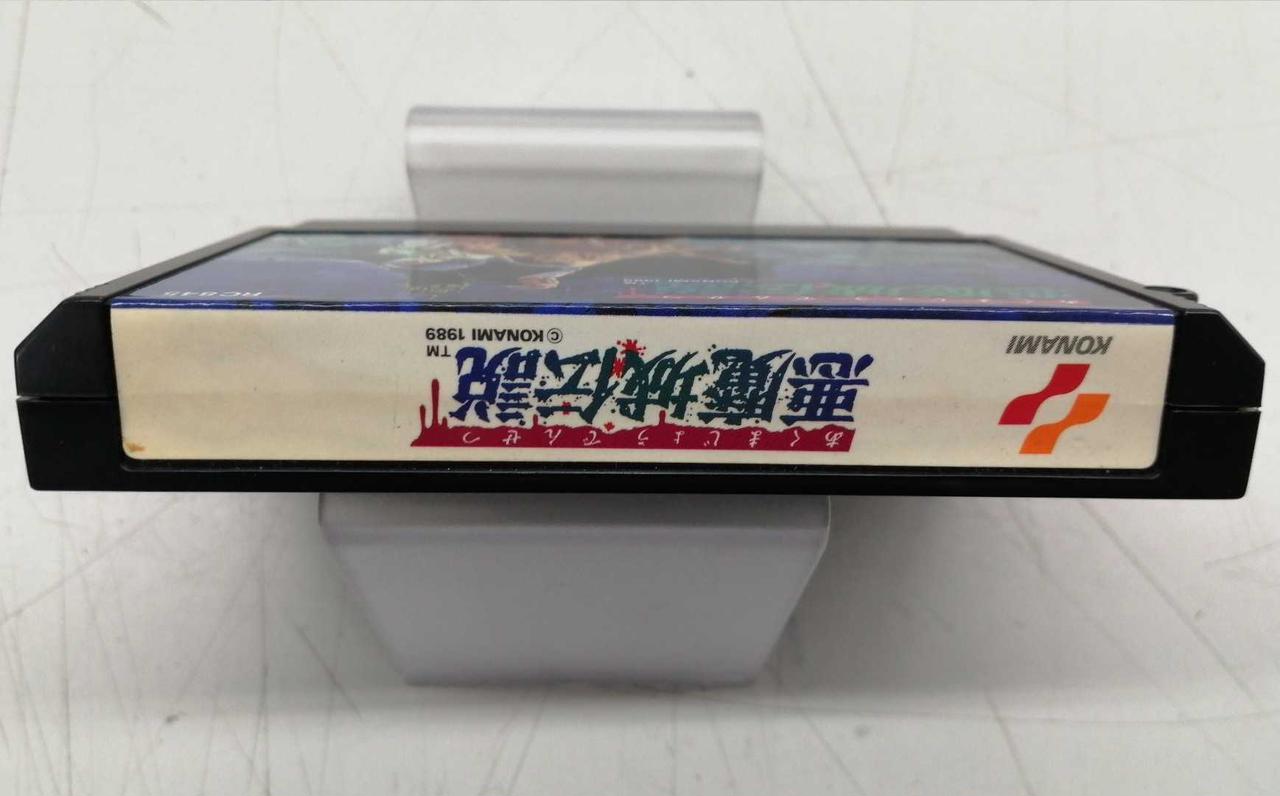 あくまじょうでんせつ
悪魔城伝説 ™
© KONAMI 1989
KONAMI
RC845